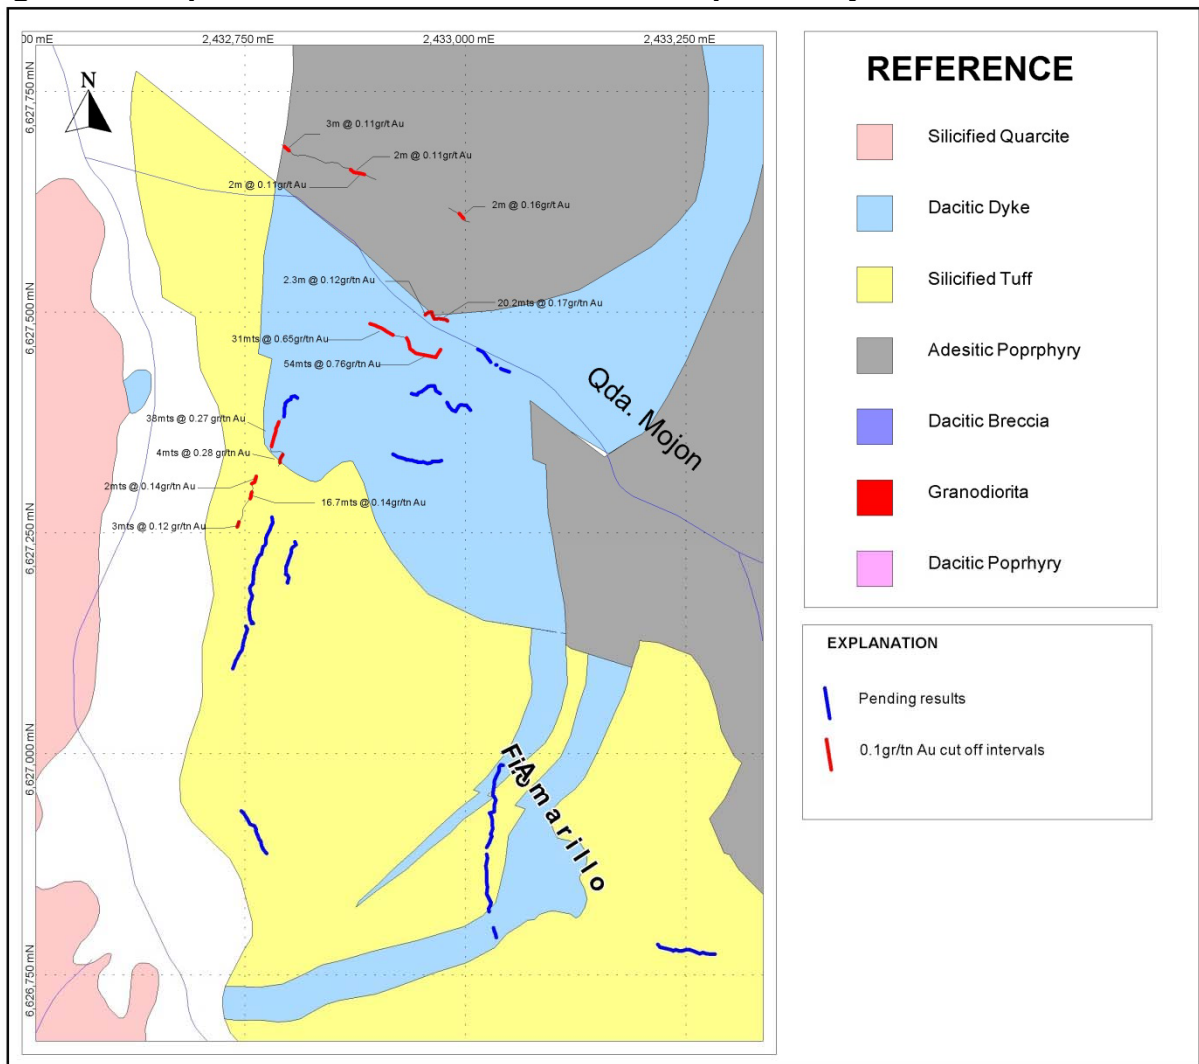 00 mE
2,432,750 mE
2,433,000 mE
2,433,250 mE
6,627,750 mN
6,627,500 mN
6,627,250 mN
6,627,000 mN
6,626,750 mN
N
3m @ 0.11gr/t Au
2m @ 0.11gr/t Au
2m @ 0.11gr/t Au
2m @ 0.16gr/t Au
2.3m @ 0.12gr/tn Au
20.2mts @ 0.17gr/tn Au
31mts @ 0.65gr/tn Au
54mts @ 0.76gr/tn Au
Qda. Mojon
38mts @ 0.27 gr/tn Au
4mts @ 0.28 gr/tn Au
2mts @ 0.14gr/tn Au
16.7mts @ 0.14gr/tn Au
3mts @ 0.12 gr/tn Au
Filo
Amarillo
REFERENCE
Silicified Quarcite
Dacitic Dyke
Silicified Tuff
Adesitic Poprphyry
Dacitic Breccia
Granodiorita
Dacitic Poprhyry
EXPLANATION
Pending results
0.1gr/tn Au cut off intervals